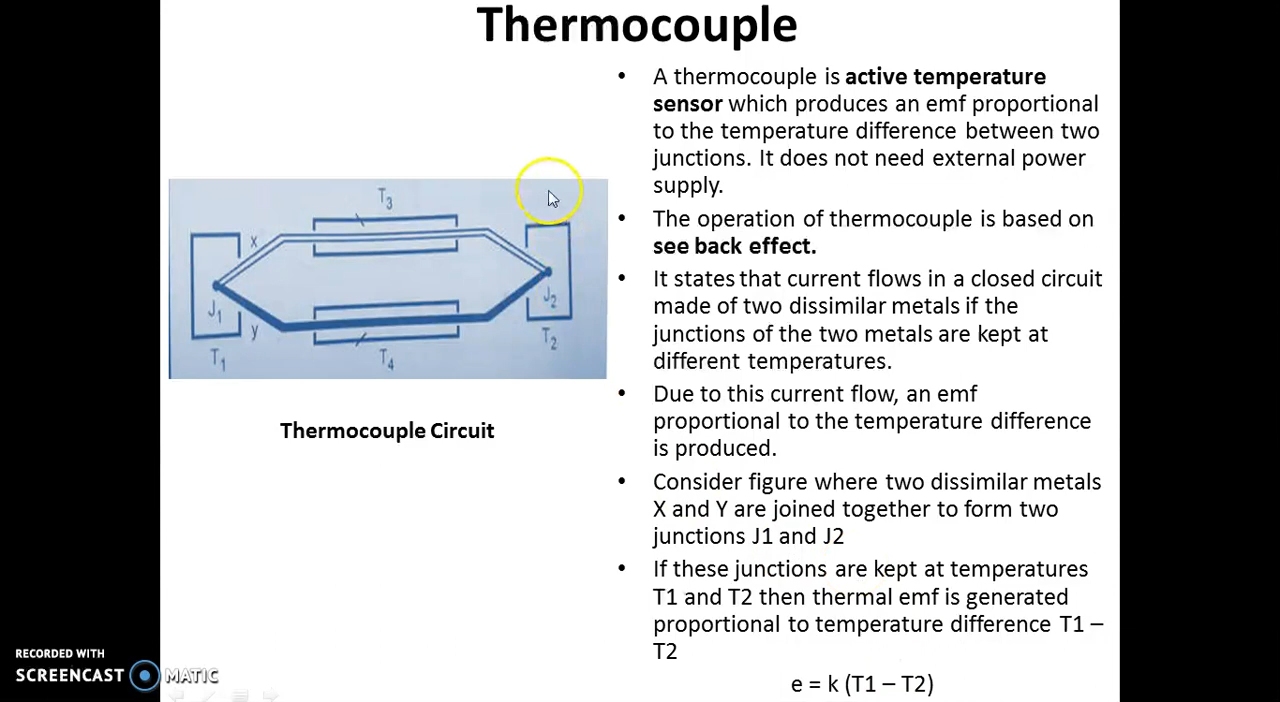 Thermocouple
• A thermocouple is active temperature
sensor which produces an emf proportional
to the temperature difference between two
junctions. It does not need external power
supply.
• The operation of thermocouple is based on
see back effect.
• It states that current flows in a closed circuit
made of two dissimilar metals if the
junctions of the two metals are kept at
different temperatures.
• Due to this current flow, an emf
proportional to the temperature difference
is produced.
• Consider figure where two dissimilar metals
X and Y are joined together to form two
junctions J1 and J2
• If these junctions are kept at temperatures
T1 and T2 then thermal emf is generated
proportional to temperature difference T1 –
T2
e = k (T1 – T2)
T3
x
J1
y
T1
T4
J2
T2
Thermocouple Circuit
RECORDED WITH
SCREENCAST MATIC